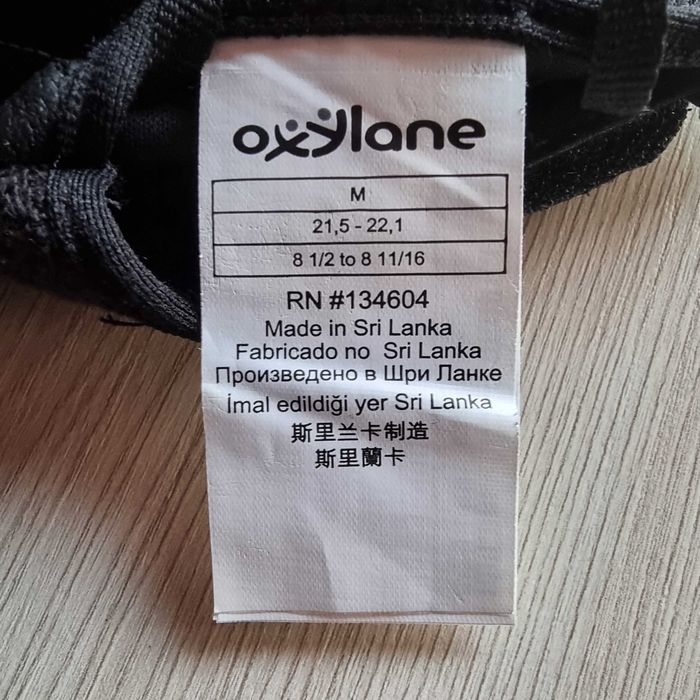 oxylane
M
21,5 - 22,1
8 1/2 to 8 11/16
RN #134604
Made in Sri Lanka
Fabricado no Sri Lanka
Произведено в Шри Ланке
İmal edildiği yer Sri Lanka
斯里兰卡制造
斯里蘭卡